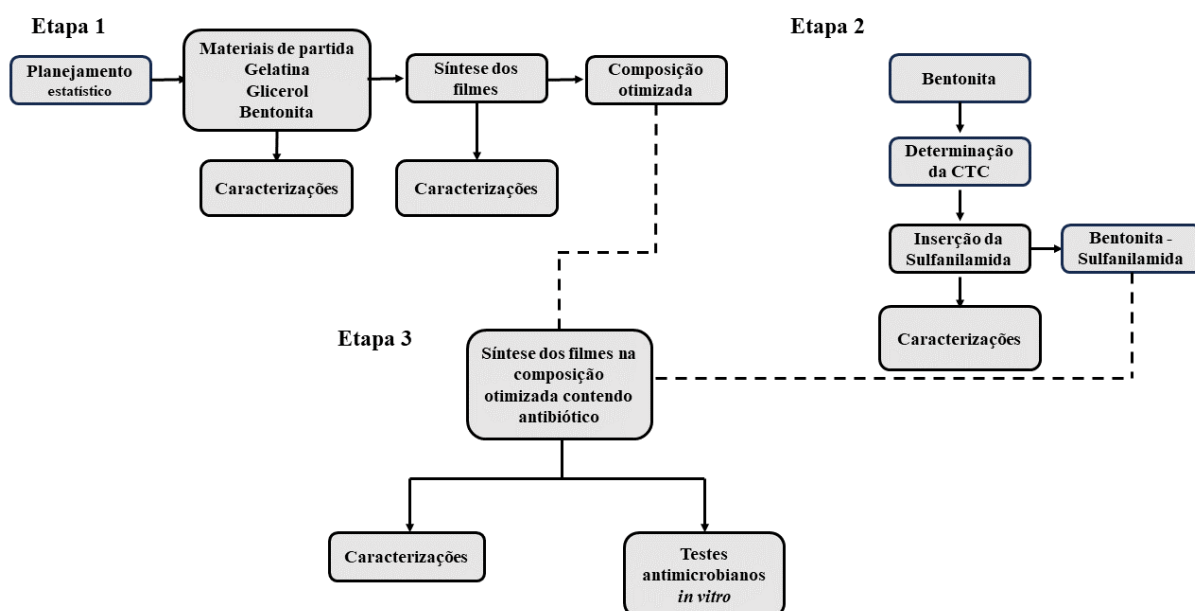 Etapa 1
Planejamento
estatístico
Materiais de partida
Gelatina
Glicerol
Bentonita
Síntese dos
filmes
Composição
otimizada
Caracterizações
Caracterizações
Etapa 2
Bentonita
Determinação
da CTC
Inserção da
Sulfanilamida
Bentonita -
Sulfanilamida
Caracterizações
Etapa 3
Síntese dos filmes na
composição
otimizada contendo
antibiótico
Caracterizações
Testes
antimicrobianos
in vitro